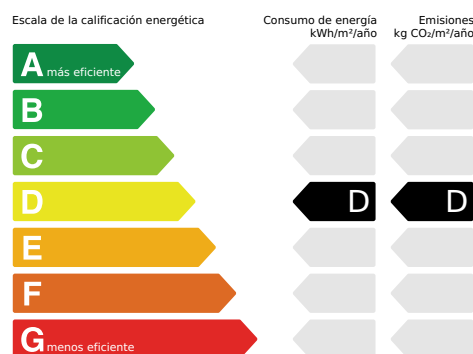 Escala de la calificación energética
Consumo de energía
kWh/m²/año
Emisiones
kg CO₂/m²/año
A más eficiente
B
C
D D D
E
F
G menos eficiente